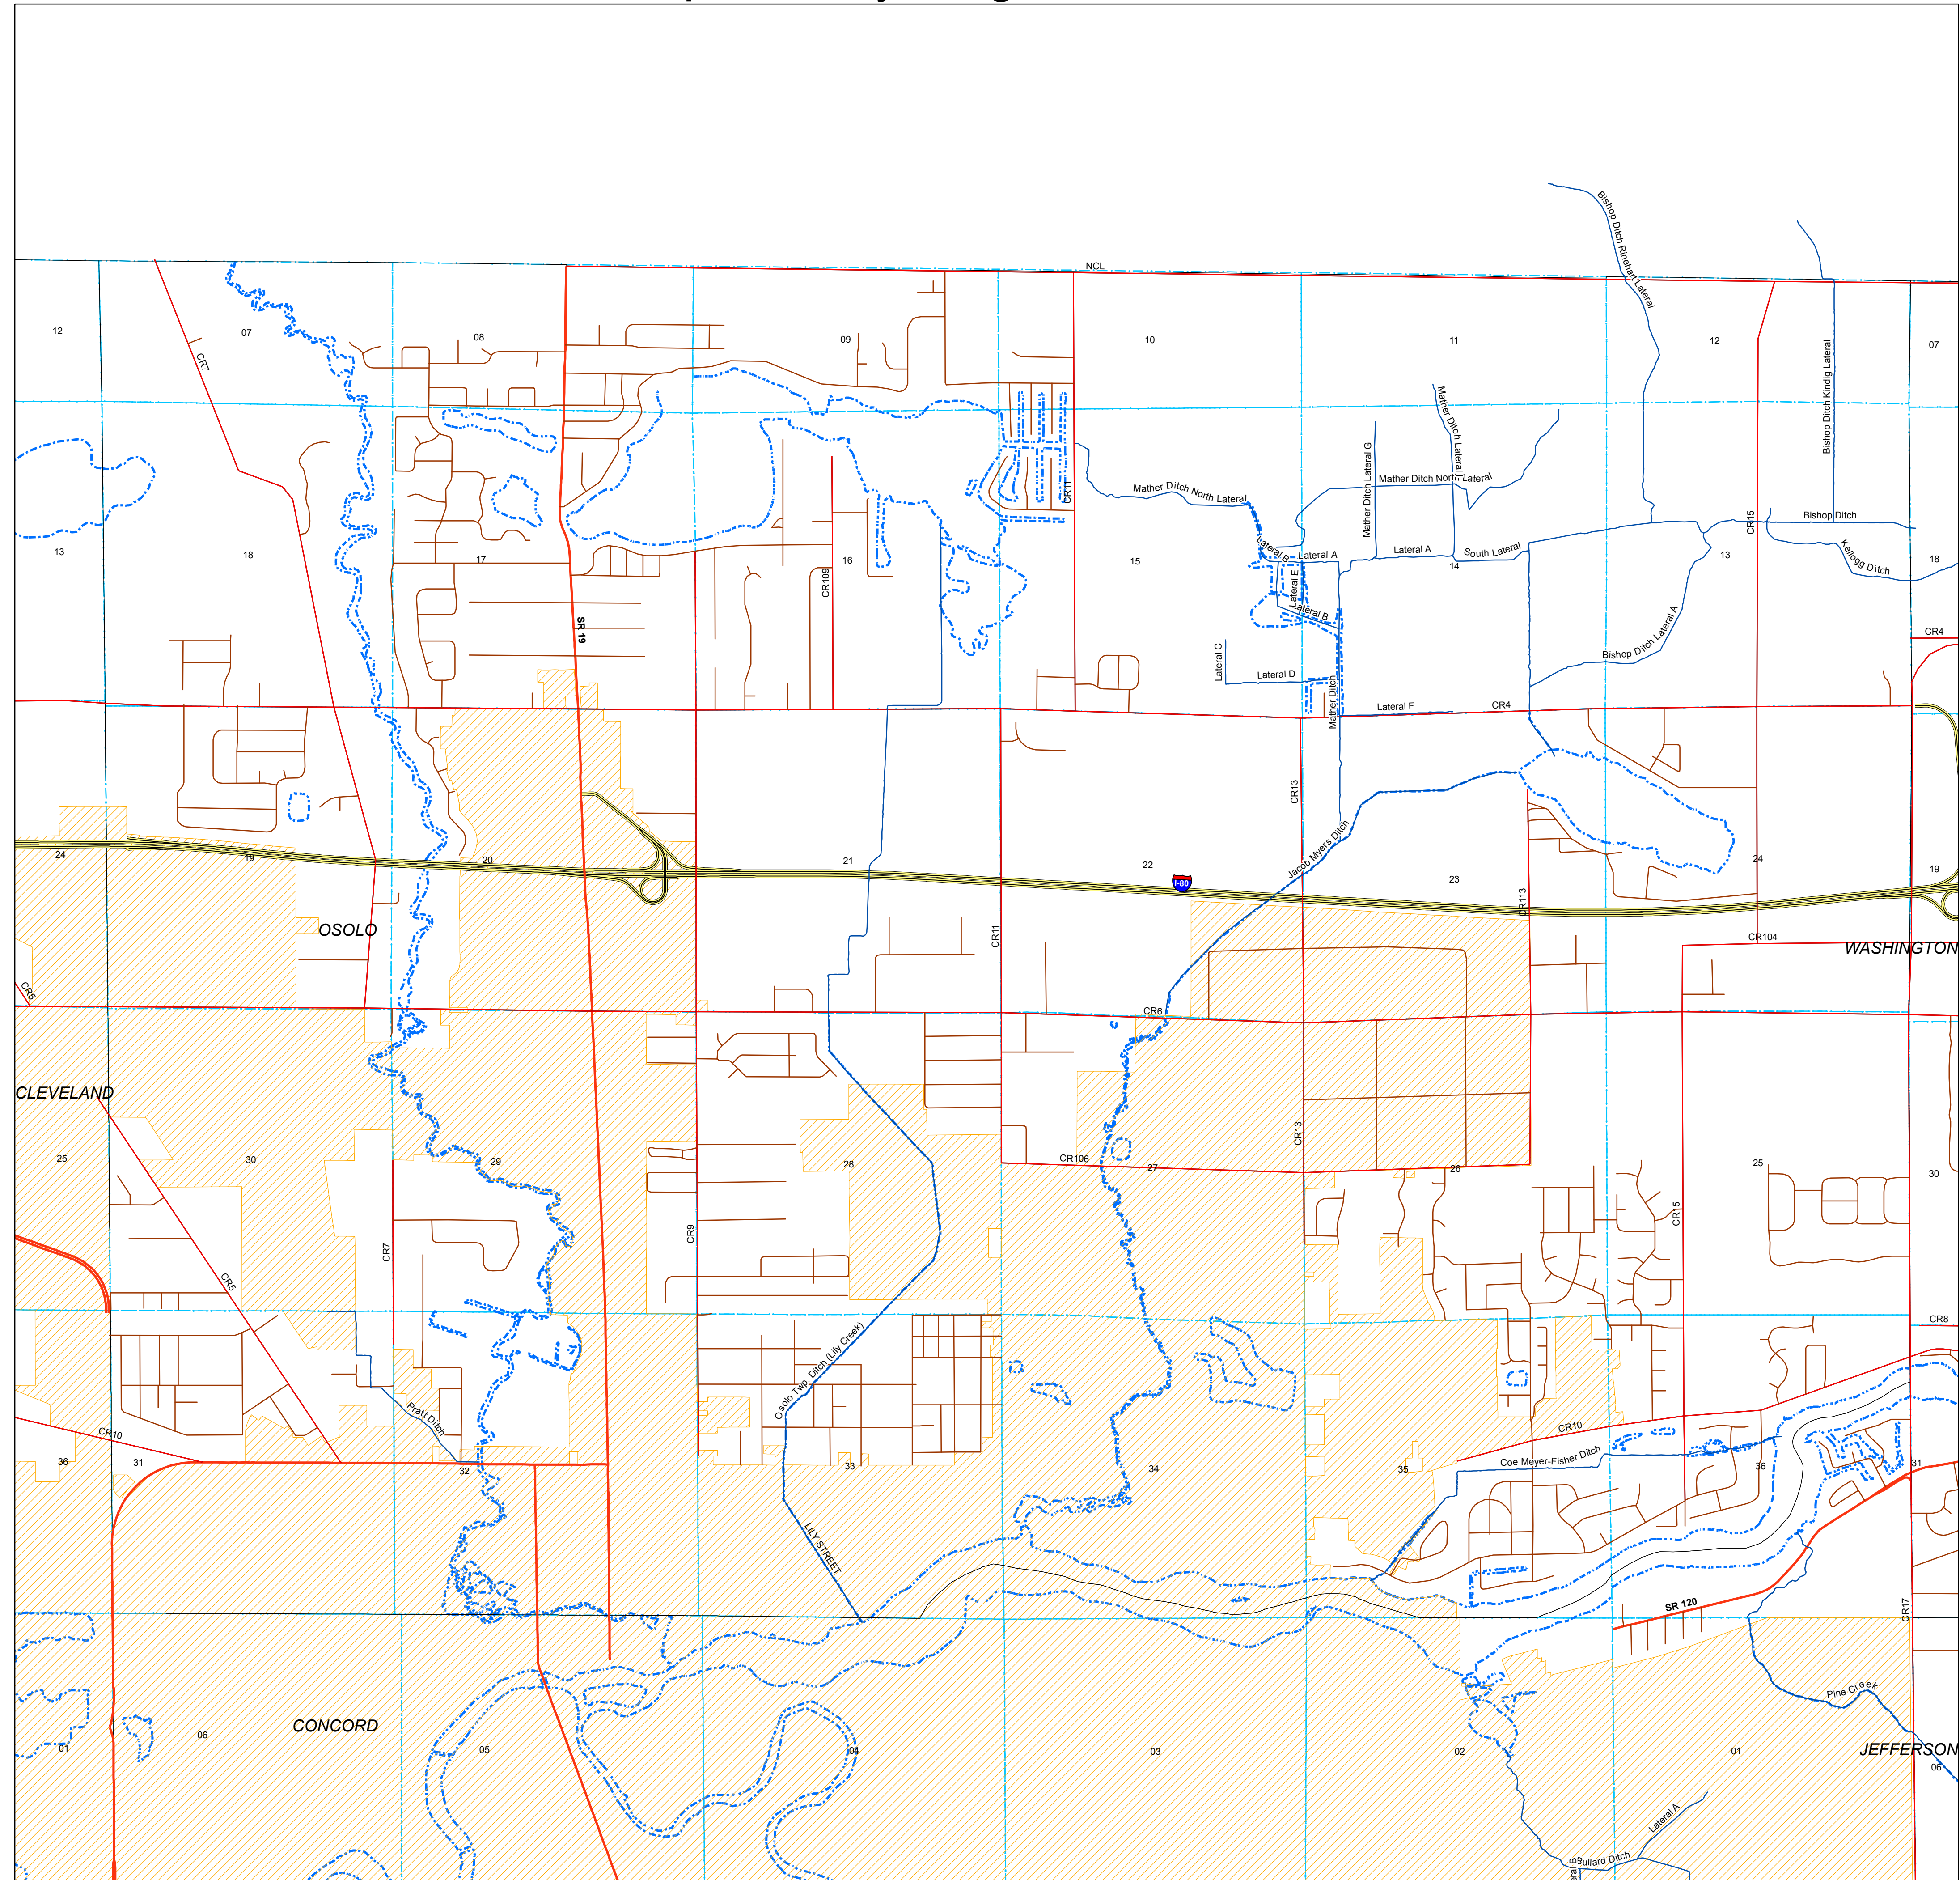 Bishop Ditch Rinehart Lateral
NCL
12
07
08
09
10
11
12
07
CR7
Bishop Ditch Kindig Lateral
Mather Ditch Lateral
Mather Ditch Lateral G
Mather Ditch North Lateral
Mather Ditch North Lateral
CR11
CR15
Bishop Ditch
13
18
17
16
15
14
13
18
Lateral B
Lateral A
Lateral A
South Lateral
Kellogg Ditch
CR109
Lateral E
Lateral B
SR 19
Bishop Ditch Lateral A
CR4
Lateral C
Lateral D
Mather Ditch
Lateral F
CR4
CR13
Jacob Myers Ditch
24
19
20
21
22
23
24
19
I-80
CR113
OSOLO
CR11
CR104
WASHINGTON
CR5
CR6
CLEVELAND
25
30
29
28
CR106
27
CR13
26
25
30
CR5
CR7
CR9
CR15
CR8
Osolo Twp. Ditch (Lily Creek)
Pratt Ditch
CR10
CR10
Coe Meyer-Fisher Ditch
36
31
32
33
34
35
36
31
LILY STREET
SR 120
CR17
Pine Creek
CONCORD
JEFFERSON
01
06
05
04
03
02
01
06
Lateral A
Bullard Ditch